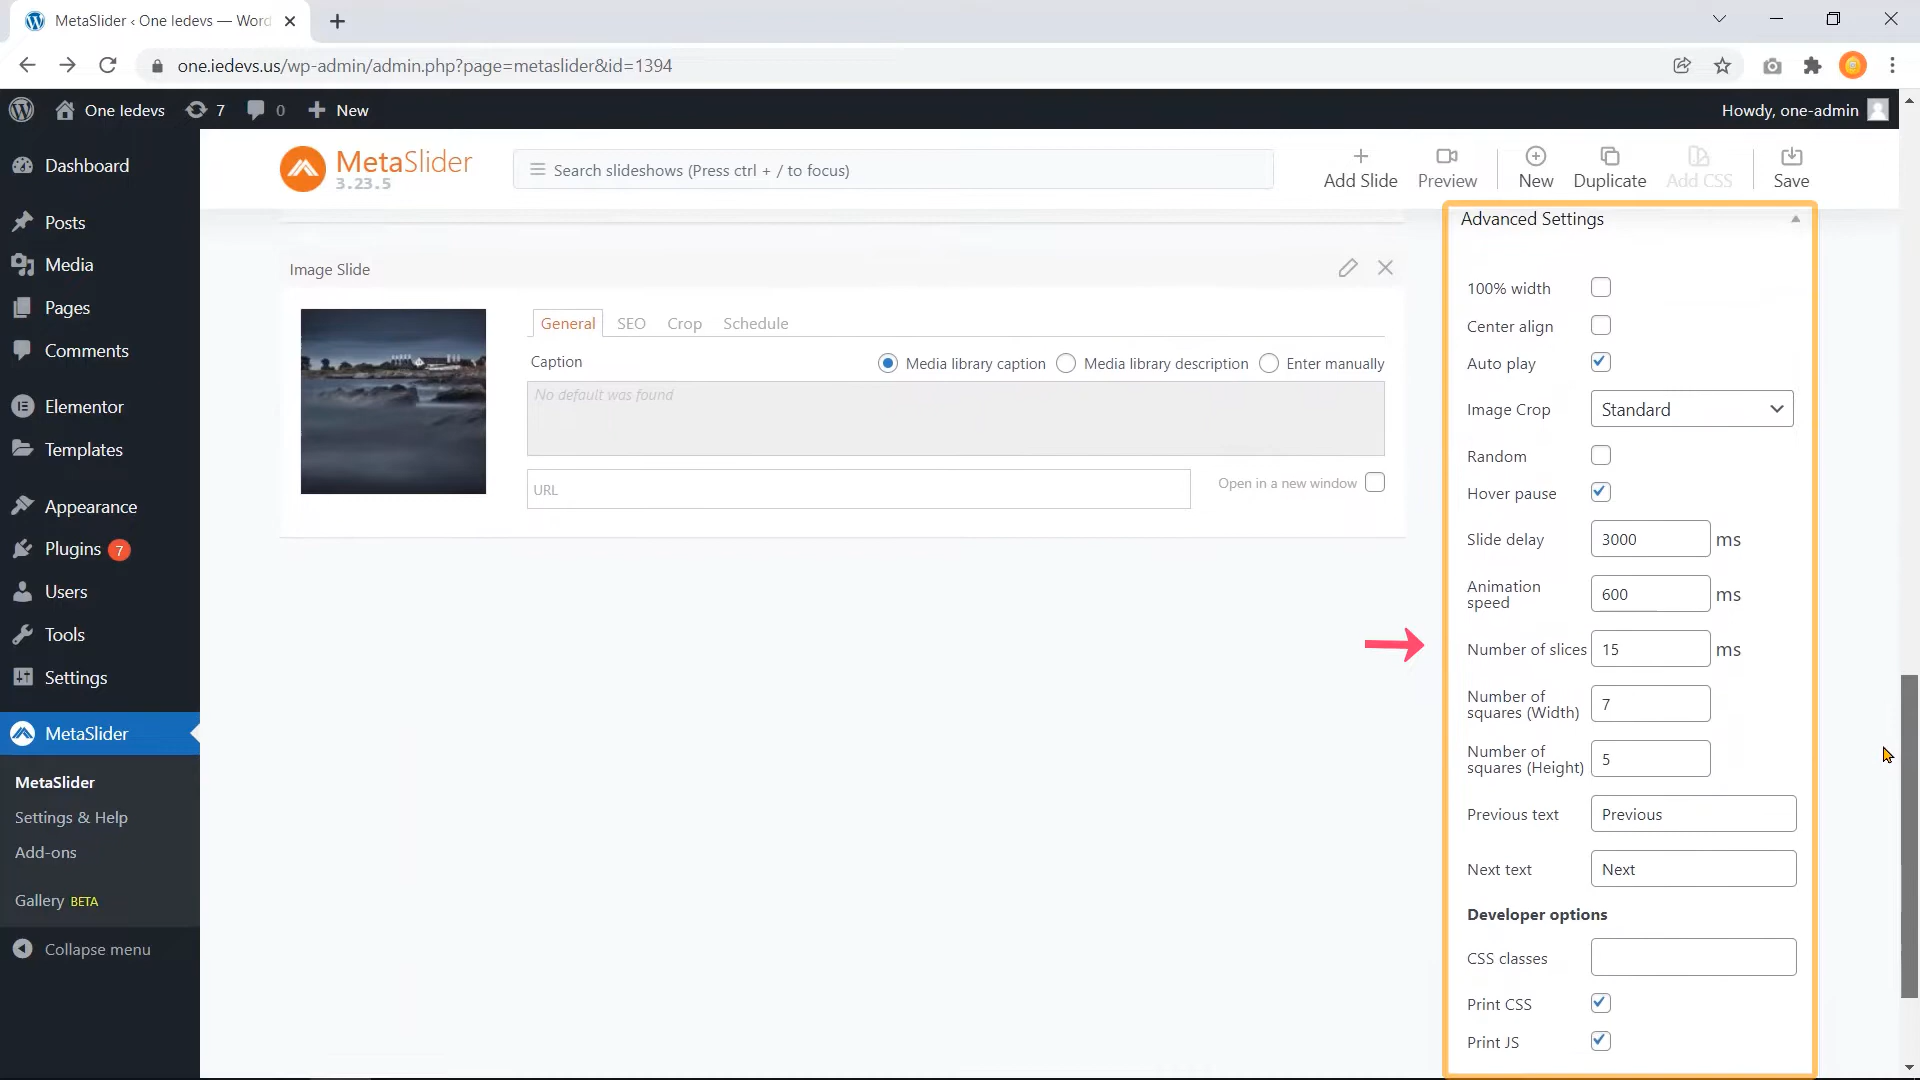 MetaSlider ‹ One Iedevs — Word
one.iedevs.us/wp-admin/admin.php?page=metaslider&id=1394
One Iedevs
7
0
New
Howdy, one-admin
Dashboard
Posts
Media
Pages
Comments
Elementor
Templates
Appearance
Plugins 7
Users
Tools
Settings
MetaSlider
MetaSlider
Settings & Help
Add-ons
Gallery BETA
Collapse menu
MetaSlider
3.23.5
Search slideshows (Press ctrl + / to focus)
Add Slide
Preview
New
Duplicate
Add CSS
Save
Image Slide
General
SEO
Crop
Schedule
Caption
Media library caption
Media library description
Enter manually
No default was found
URL
Open in a new window
Advanced Settings
100% width
Center align
Auto play
Image Crop Standard
Random
Hover pause
Slide delay 3000 ms
Animation
speed
600 ms
Number of slices 15 ms
Number of
squares (Width)
7
Number of
squares (Height)
5
Previous text Previous
Next text Next
Developer options
CSS classes
Print CSS
Print JS